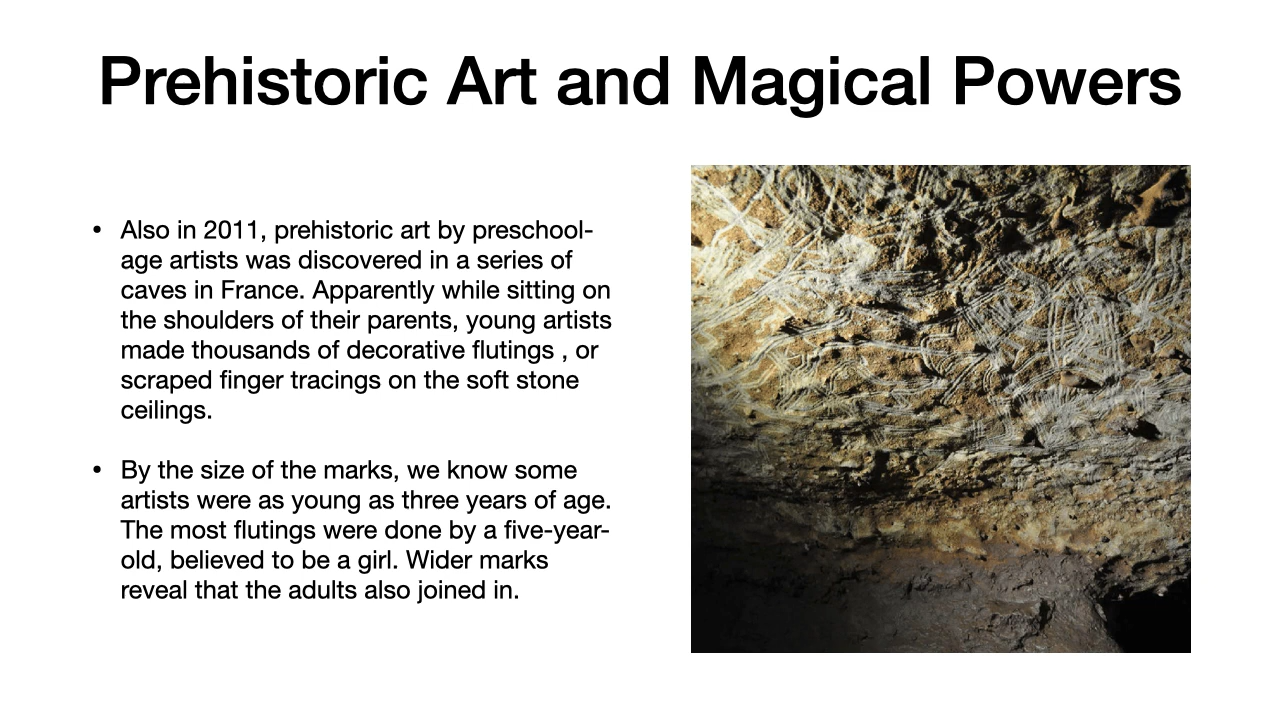 Prehistoric Art and Magical Powers
• Also in 2011, prehistoric art by preschool-
age artists was discovered in a series of
caves in France. Apparently while sitting on
the shoulders of their parents, young artists
made thousands of decorative flutings , or
scraped finger tracings on the soft stone
ceilings.
• By the size of the marks, we know some
artists were as young as three years of age.
The most flutings were done by a five-year-
old, believed to be a girl. Wider marks
reveal that the adults also joined in.